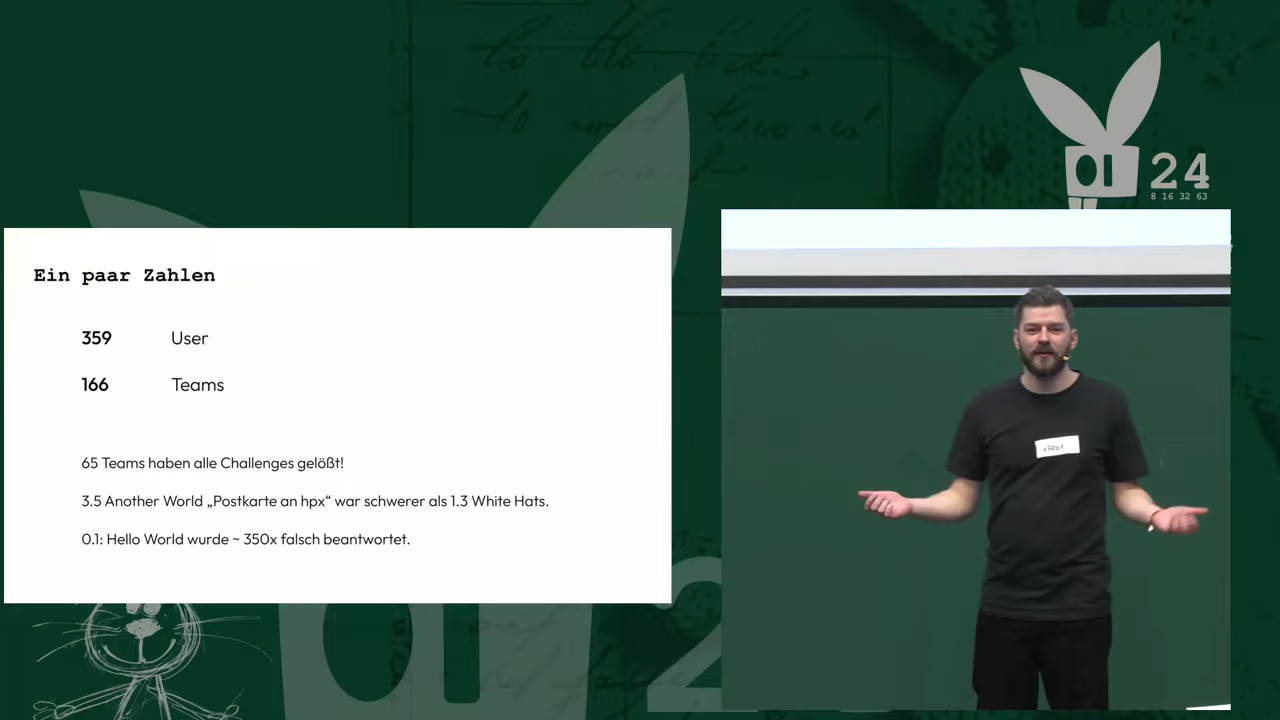 24
8 16 32 63
Ein paar Zahlen
359 User
166 Teams
65 Teams haben alle Challenges gelößt!
3.5 Another World „Postkarte an hpx“ war schwerer als 1.3 White Hats.
0.1: Hello World wurde ~ 350x falsch beantwortet.